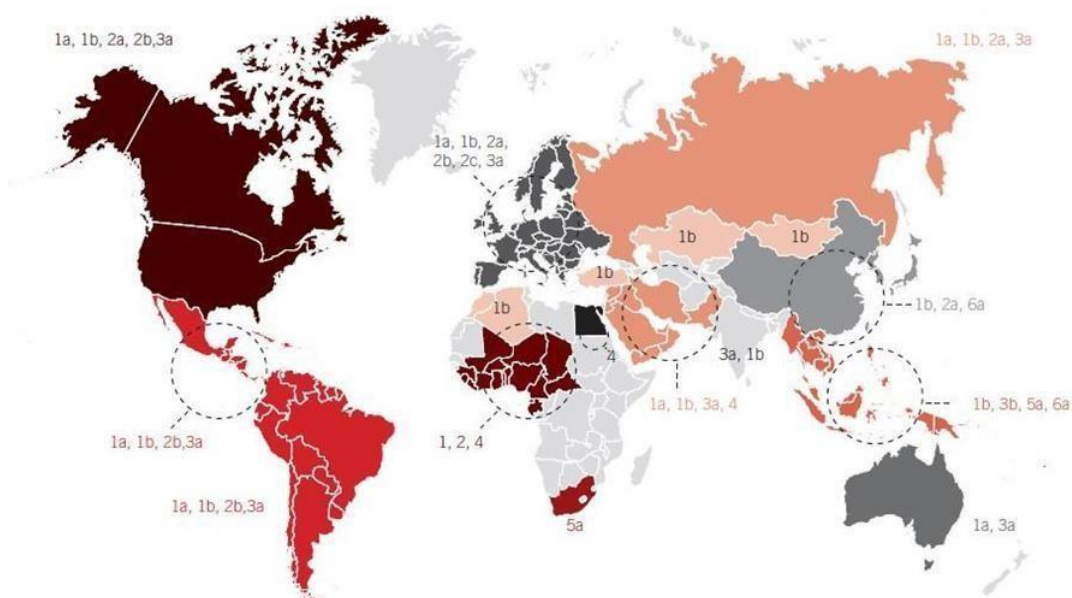 1a, 1b, 2a, 2b,3a
1a, 1b, 2a, 3a
1a, 1b, 2a,
2b, 2c, 3a
1b
1b
1b
1b
1b, 2a, 6a
4
3a, 1b
1a, 1b, 3a, 4
1b, 3b, 5a, 6a
1a, 1b, 2b,3a
1, 2, 4
1a, 1b, 2b,3a
5a
1a, 3a